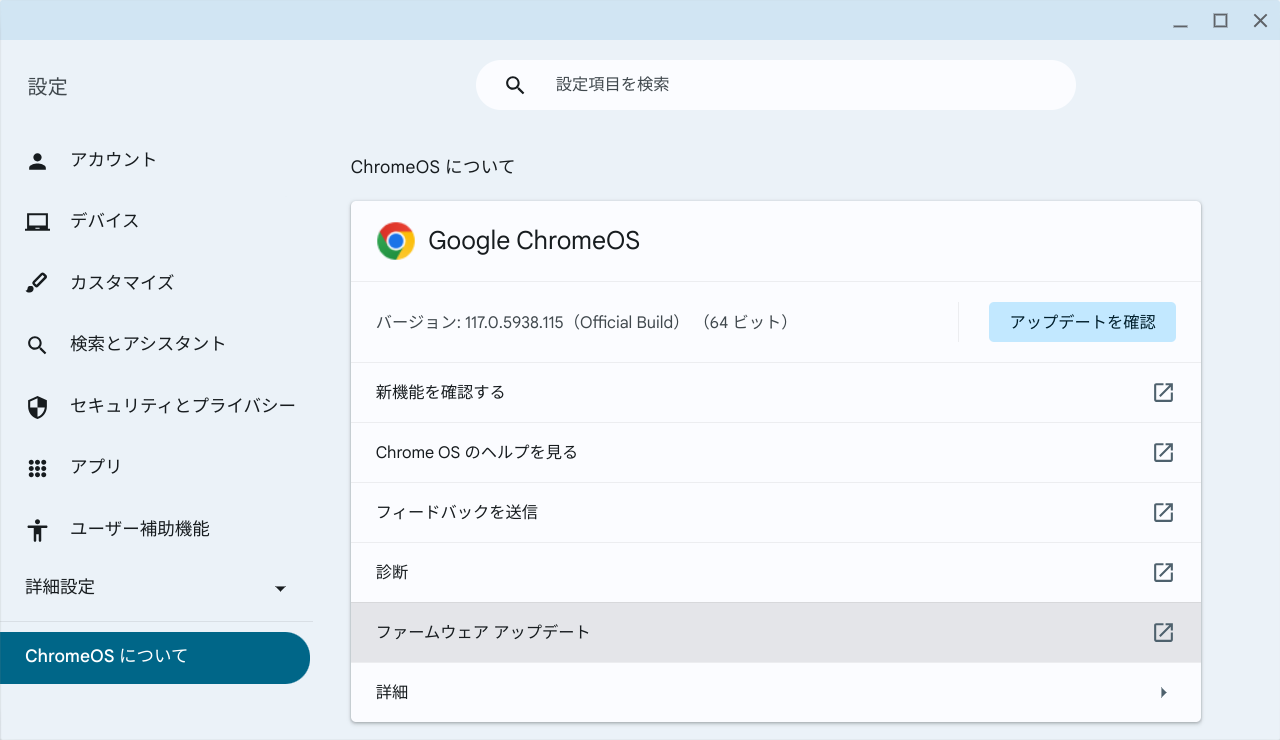 設定
設定項目を検索
アカウント
デバイス
カスタマイズ
検索とアシスタント
セキュリティとプライバシー
アプリ
ユーザー補助機能
詳細設定
ChromeOS について
ChromeOS について
Google ChromeOS
バージョン: 117.0.5938.115（Official Build） （64 ビット）
アップデートを確認
新機能を確認する
Chrome OS のヘルプを見る
フィードバックを送信
診断
ファームウェア アップデート
詳細